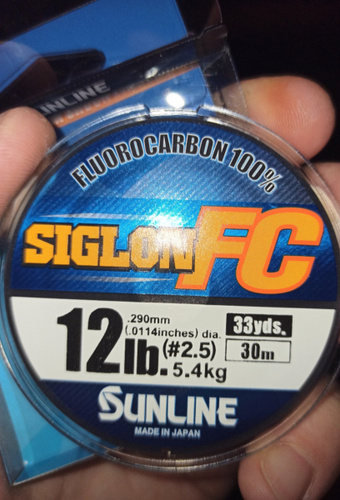 SUNLINE
FLUOROCARBON 100%
SIGLON FC
12lb.
.290mm
(.0114inches) dia.
(#2.5)
5.4kg
33yds.
30m
SUNLINE
MADE IN JAPAN